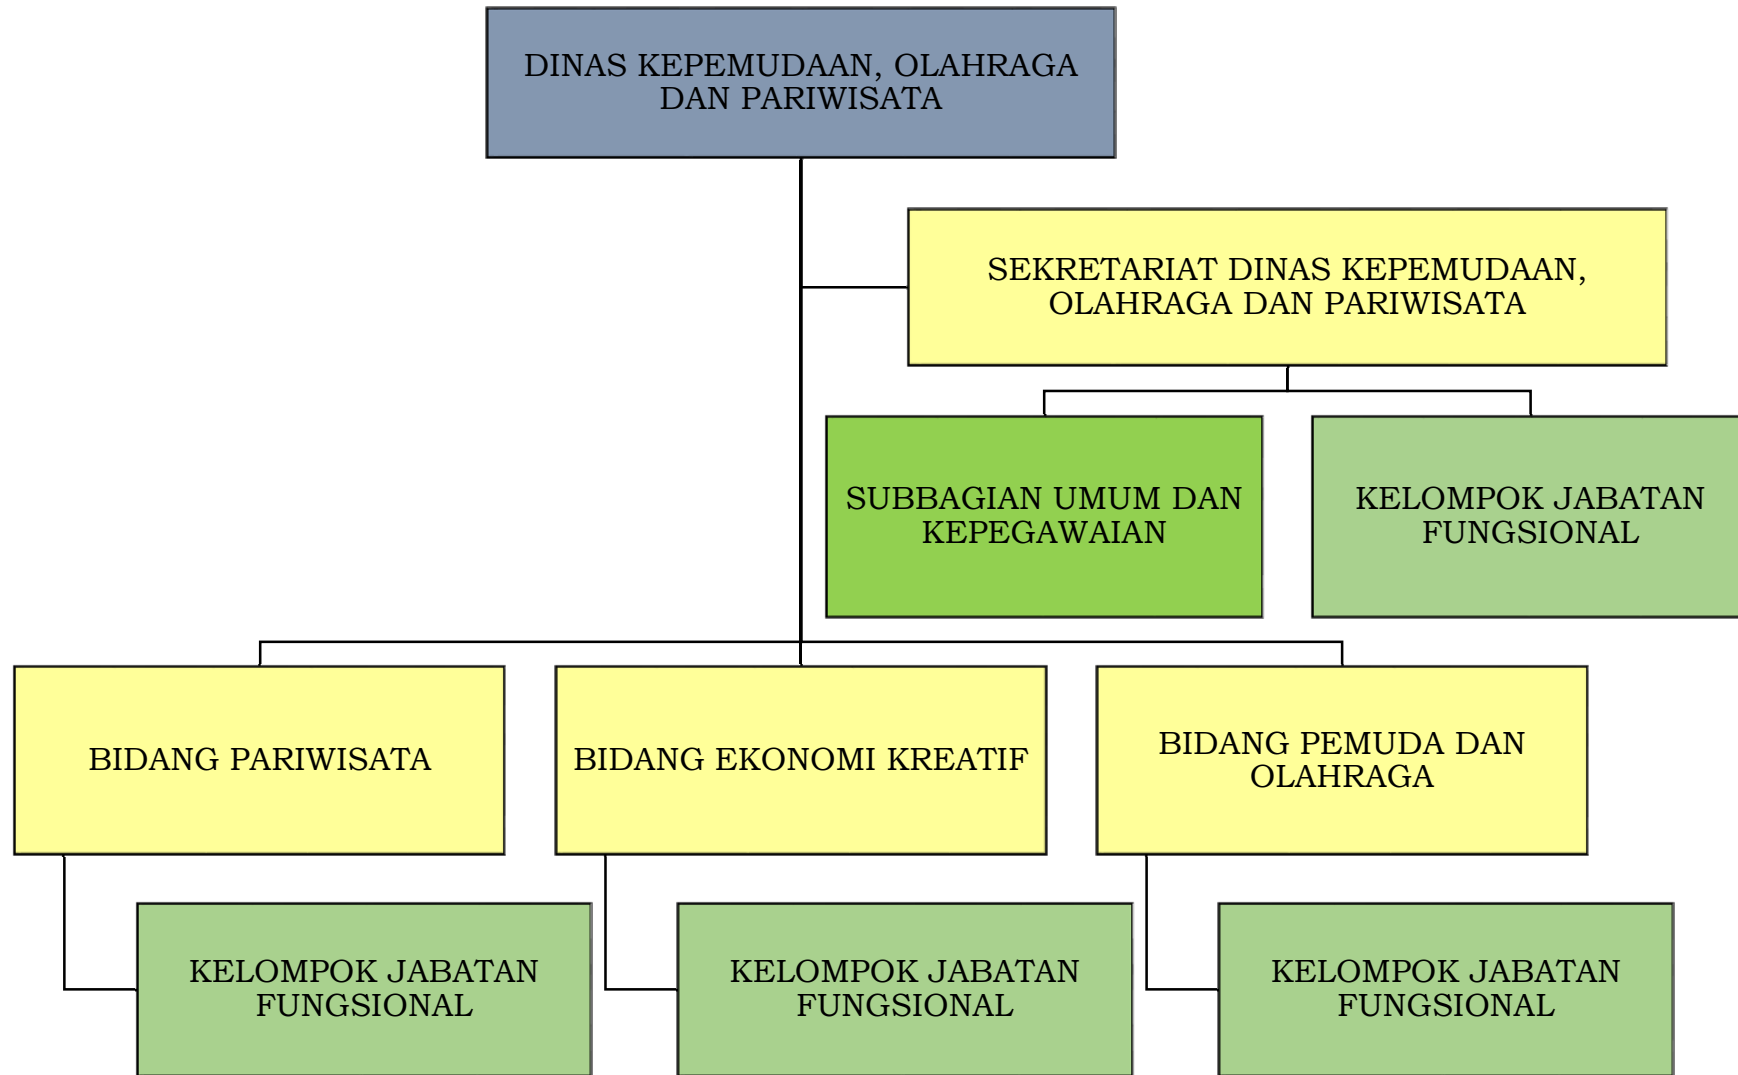 DINAS KEPEMUDAAN, OLAHRAGA
DAN PARIWISATA
SEKRETARIAT DINAS KEPEMUDAAN,
OLAHRAGA DAN PARIWISATA
SUBBAGIAN UMUM DAN
KEPEGAWAIAN
KELOMPOK JABATAN
FUNGSIONAL
BIDANG PARIWISATA
BIDANG EKONOMI KREATIF
BIDANG PEMUDA DAN
OLAHRAGA
KELOMPOK JABATAN
FUNGSIONAL
KELOMPOK JABATAN
FUNGSIONAL
KELOMPOK JABATAN
FUNGSIONAL